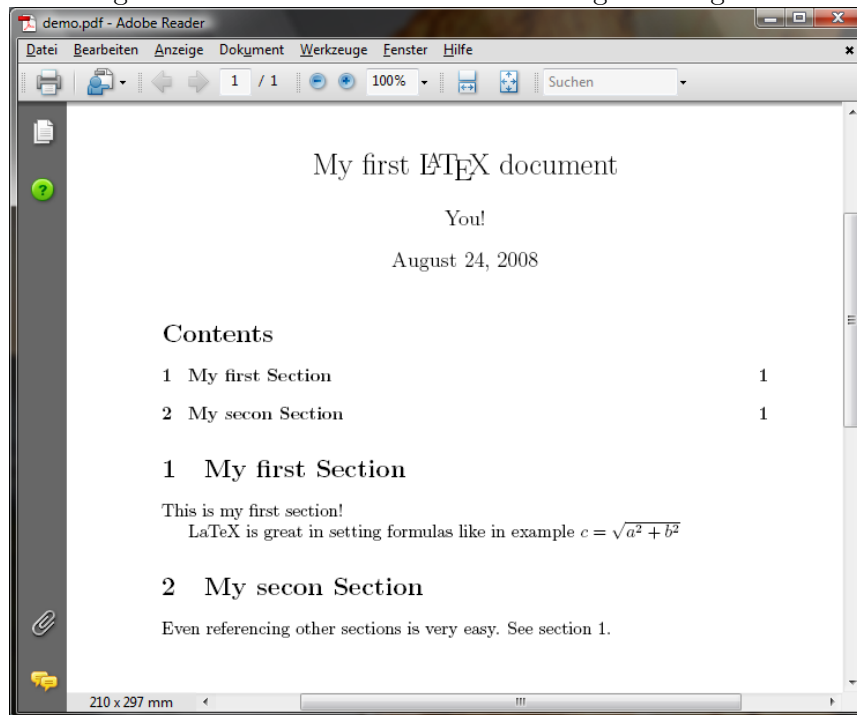 demo.pdf - Adobe Reader
Datei Bearbeiten Anzeige Dokument Werkzeuge Fenster Hilfe
1 / 1 100% Suchen
My first LATEX document
You!
August 24, 2008
Contents
1 My first Section 1
2 My secon Section 1
1 My first Section
This is my first section!
LaTeX is great in setting formulas like in example c = √a² + b²
2 My secon Section
Even referencing other sections is very easy. See section 1.
210 x 297 mm